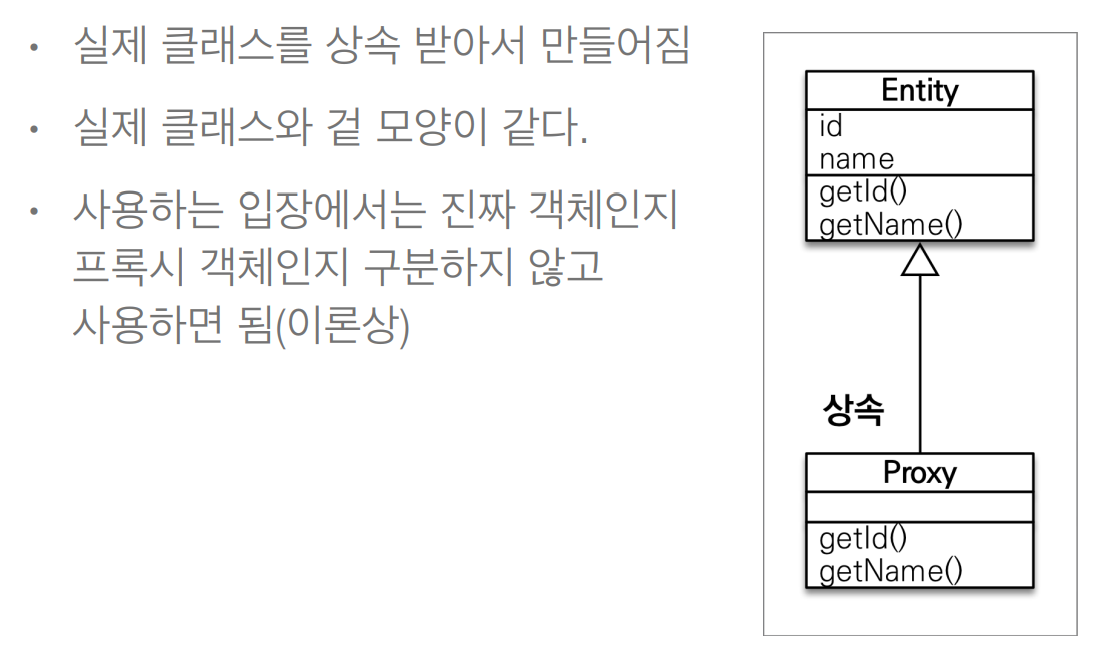 • 실제 클래스를 상속 받아서 만들어짐
• 실제 클래스와 겉 모양이 같다.
• 사용하는 입장에서는 진짜 객체인지
프록시 객체인지 구분하지 않고
사용하면 됨(이론상)
Entity
id
name
getId()
getName()
상속
Proxy
getId()
getName()